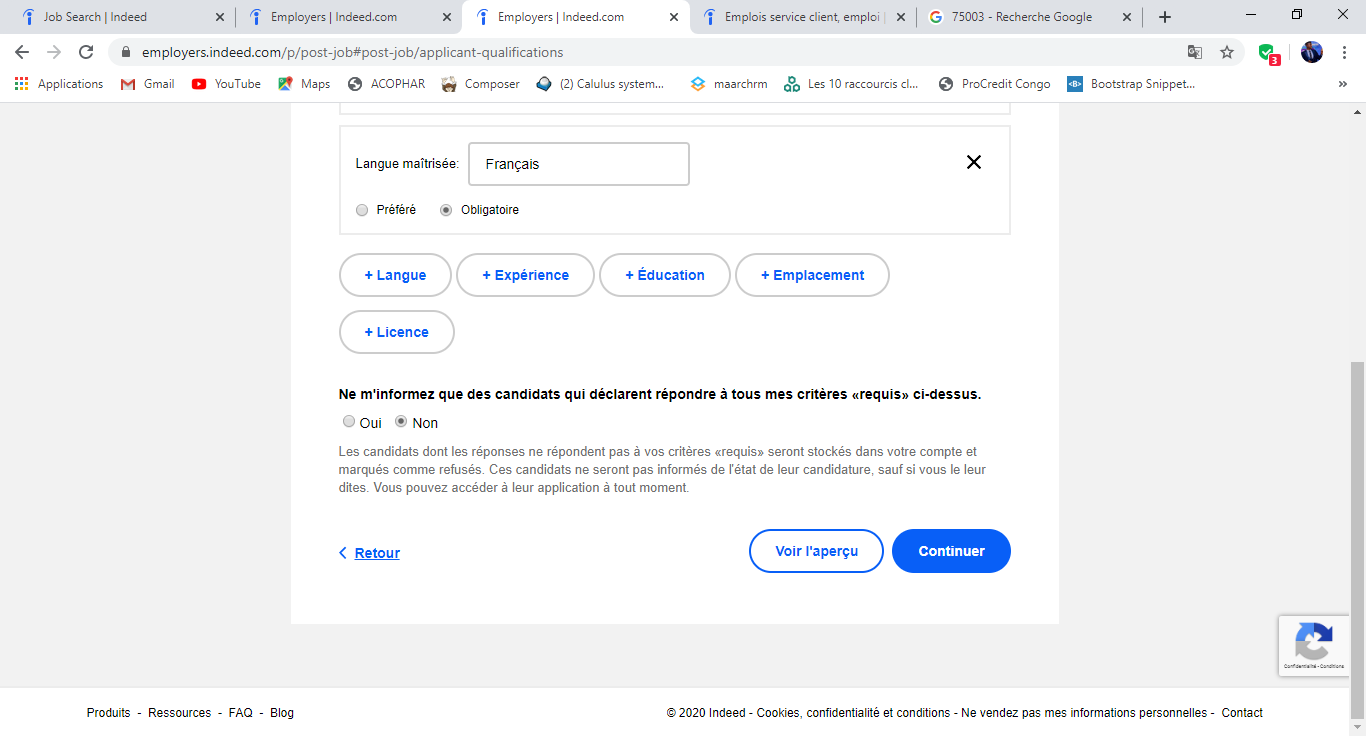 Job Search | Indeed
Employers | Indeed.com
Employers | Indeed.com
Emplois service client, emploi
75003 - Recherche Google
employers.indeed.com/p/post-job#post-job/applicant-qualifications
3
Applications
Gmail
YouTube
Maps
ACOPHAR
Composer
(2) Calulus system...
maarchrm
Les 10 raccourcis cl...
ProCredit Congo
Bootstrap Snippet...
Langue maîtrisée: Français
Préféré Obligatoire
+ Langue + Expérience + Éducation + Emplacement
+ Licence
Ne m'informez que des candidats qui déclarent répondre à tous mes critères «requis» ci-dessus.
Oui Non
Les candidats dont les réponses ne répondent pas à vos critères «requis» seront stockés dans votre compte et
marqués comme refusés. Ces candidats ne seront pas informés de l'état de leur candidature, sauf si vous le leur
dites. Vous pouvez accéder à leur application à tout moment.
Retour Voir l'aperçu Continuer
Confidentialité - Conditions
Produits - Ressources - FAQ - Blog
© 2020 Indeed - Cookies, confidentialité et conditions - Ne vendez pas mes informations personnelles - Contact